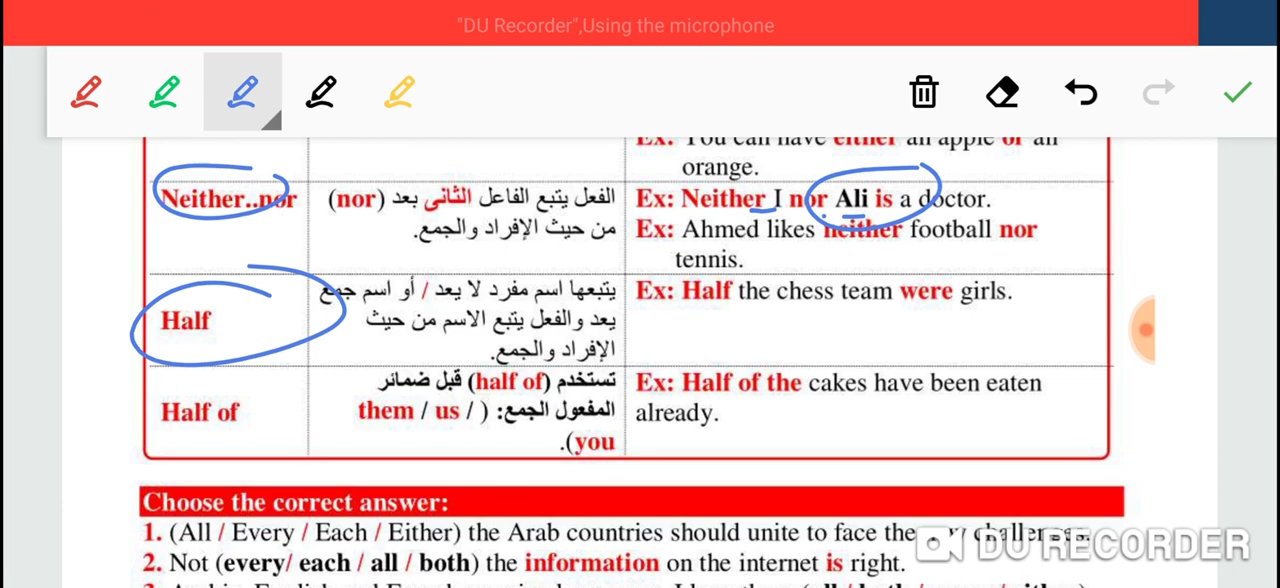 "DU Recorder",Using the microphone
Ex: You can have either an apple or an
orange.
Neither..nor
الفعل يتبع الفاعل الثانى بعد (nor)
من حيث الإفراد والجمع.
Ex: Neither I nor Ali is a doctor.
Ex: Ahmed likes neither football nor
tennis.
Half
يتبعها اسم مفرد لا يعد / أو اسم جمع
يعد والفعل يتبع الاسم من حيث
الإفراد والجمع.
Ex: Half the chess team were girls.
Half of
تستخدم (half of) قبل ضمائر
المفعول الجمع: ( / them / us
you).
Ex: Half of the cakes have been eaten
already.
Choose the correct answer:
1. (All / Every / Each / Either) the Arab countries should unite to face the challenges.
2. Not (every/ each / all / both) the information on the internet is right.
DU RECORDER